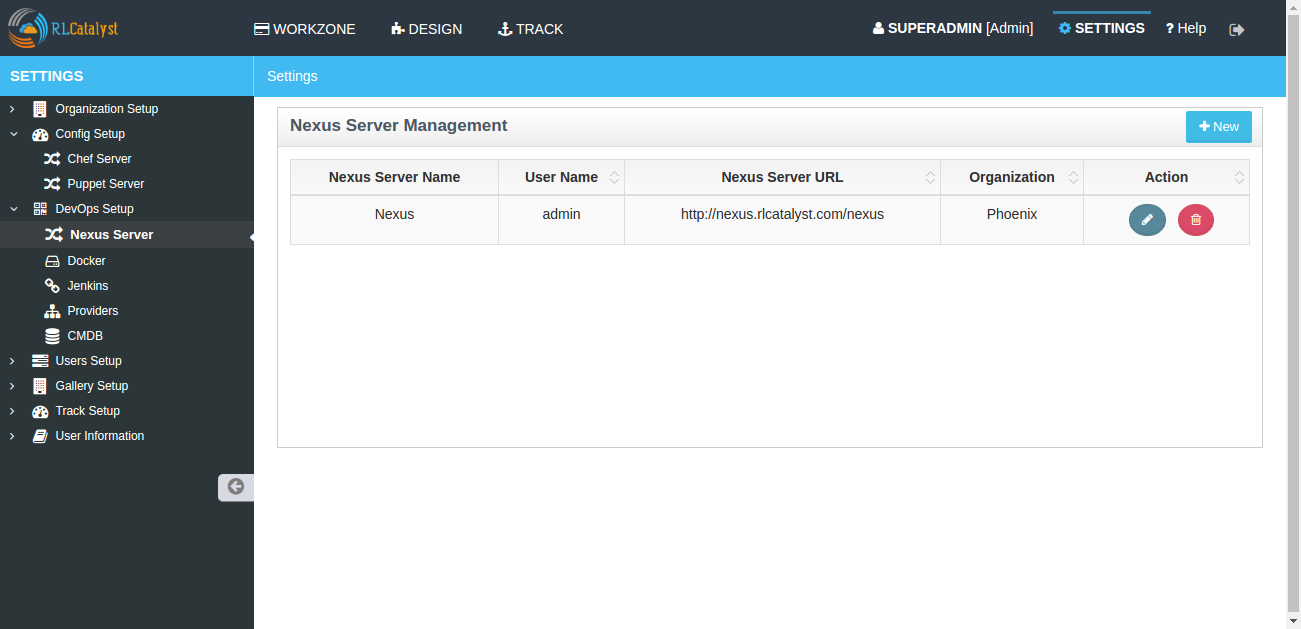 RLCatalyst
WORKZONE DESIGN TRACK SUPERADMIN [Admin] SETTINGS ? Help
SETTINGS Settings
Organization Setup
Config Setup
Chef Server
Puppet Server
DevOps Setup
Nexus Server
Docker
Jenkins
Providers
CMDB
Users Setup
Gallery Setup
Track Setup
User Information
Nexus Server Management + New
Nexus Server Name User Name Nexus Server URL Organization Action
Nexus admin http://nexus.rlcatalyst.com/nexus Phoenix